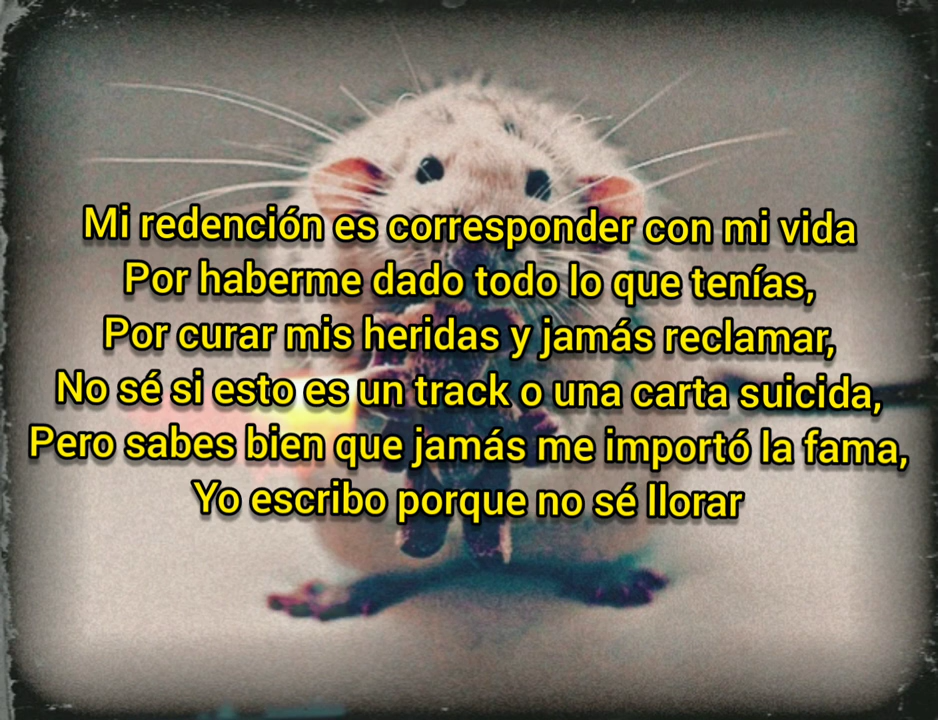 Mi redención es corresponder con mi vida
Por haberme dado todo lo que tenías,
Por curar mis heridas y jamás reclamar,
No sé si esto es un track o una carta suicida,
Pero sabes bien que jamás me importó la fama,
Yo escribo porque no sé llorar